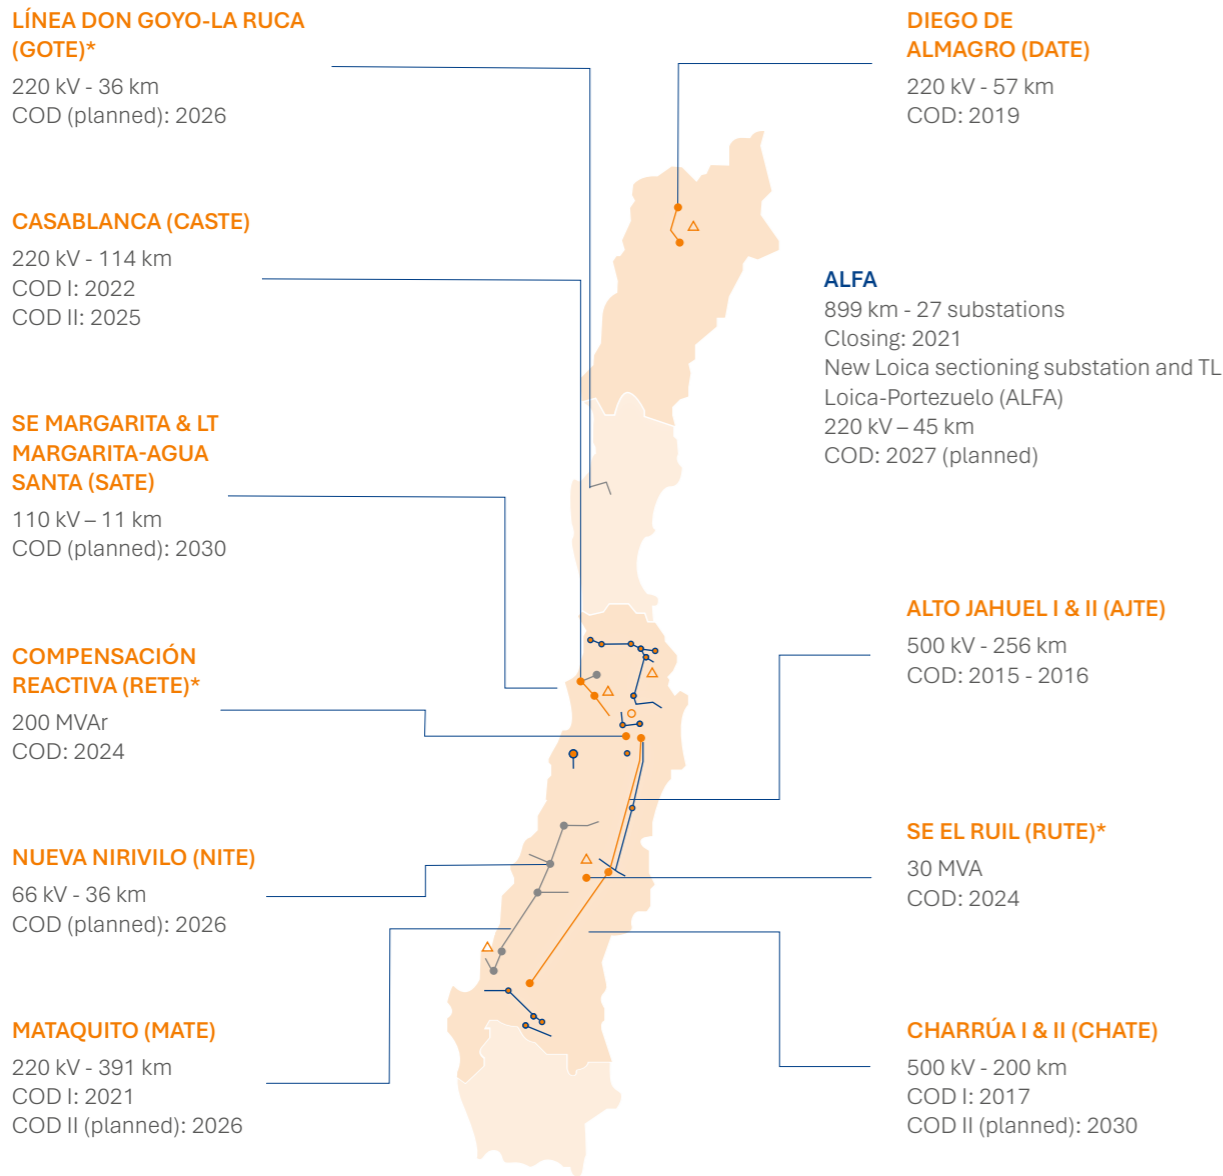 LÍNEA DON GOYO-LA RUCA
(GOTE)*
220 kV - 36 km
COD (planned): 2026
CASABLANCA (CASTE)
220 kV - 114 km
COD I: 2022
COD II: 2025
SE MARGARITA & LT
MARGARITA-AGUA
SANTA (SATE)
110 kV – 11 km
COD (planned): 2030
COMPENSACIÓN
REACTIVA (RETE)*
200 MVAr
COD: 2024
NUEVA NIRIVILO (NITE)
66 kV - 36 km
COD (planned): 2026
MATAQUITO (MATE)
220 kV - 391 km
COD I: 2021
COD II (planned): 2026
DIEGO DE
ALMAGRO (DATE)
220 kV - 57 km
COD: 2019
ALFA
899 km - 27 substations
Closing: 2021
New Loica sectioning substation and TL
Loica-Portezuelo (ALFA)
220 kV – 45 km
COD: 2027 (planned)
ALTO JAHUEL I & II (AJTE)
500 kV - 256 km
COD: 2015 - 2016
SE EL RUIL (RUTE)*
30 MVA
COD: 2024
CHARRÚA I & II (CHATE)
500 kV - 200 km
COD I: 2017
COD II (planned): 2030